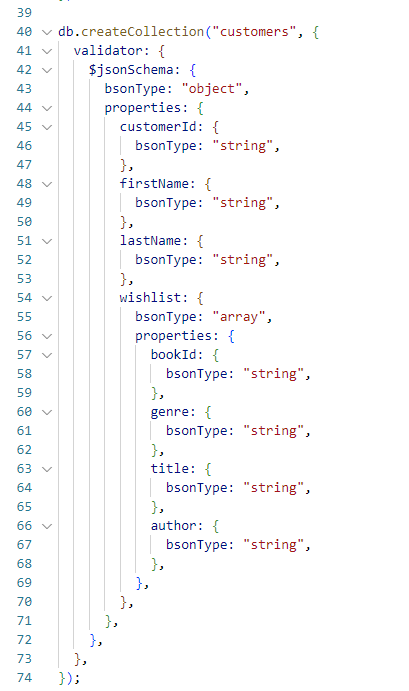 39
40 db.createCollection("customers", {
41 validator: {
42 $jsonSchema: {
43 bsonType: "object",
44 properties: {
45 customerId: {
46 bsonType: "string",
47 },
48 firstName: {
49 bsonType: "string",
50 },
51 lastName: {
52 bsonType: "string",
53 },
54 wishlist: {
55 bsonType: "array",
56 properties: {
57 bookId: {
58 bsonType: "string",
59 },
60 genre: {
61 bsonType: "string",
62 },
63 title: {
64 bsonType: "string",
65 },
66 author: {
67 bsonType: "string",
68 },
69 },
70 },
71 },
72 },
73 },
74 });